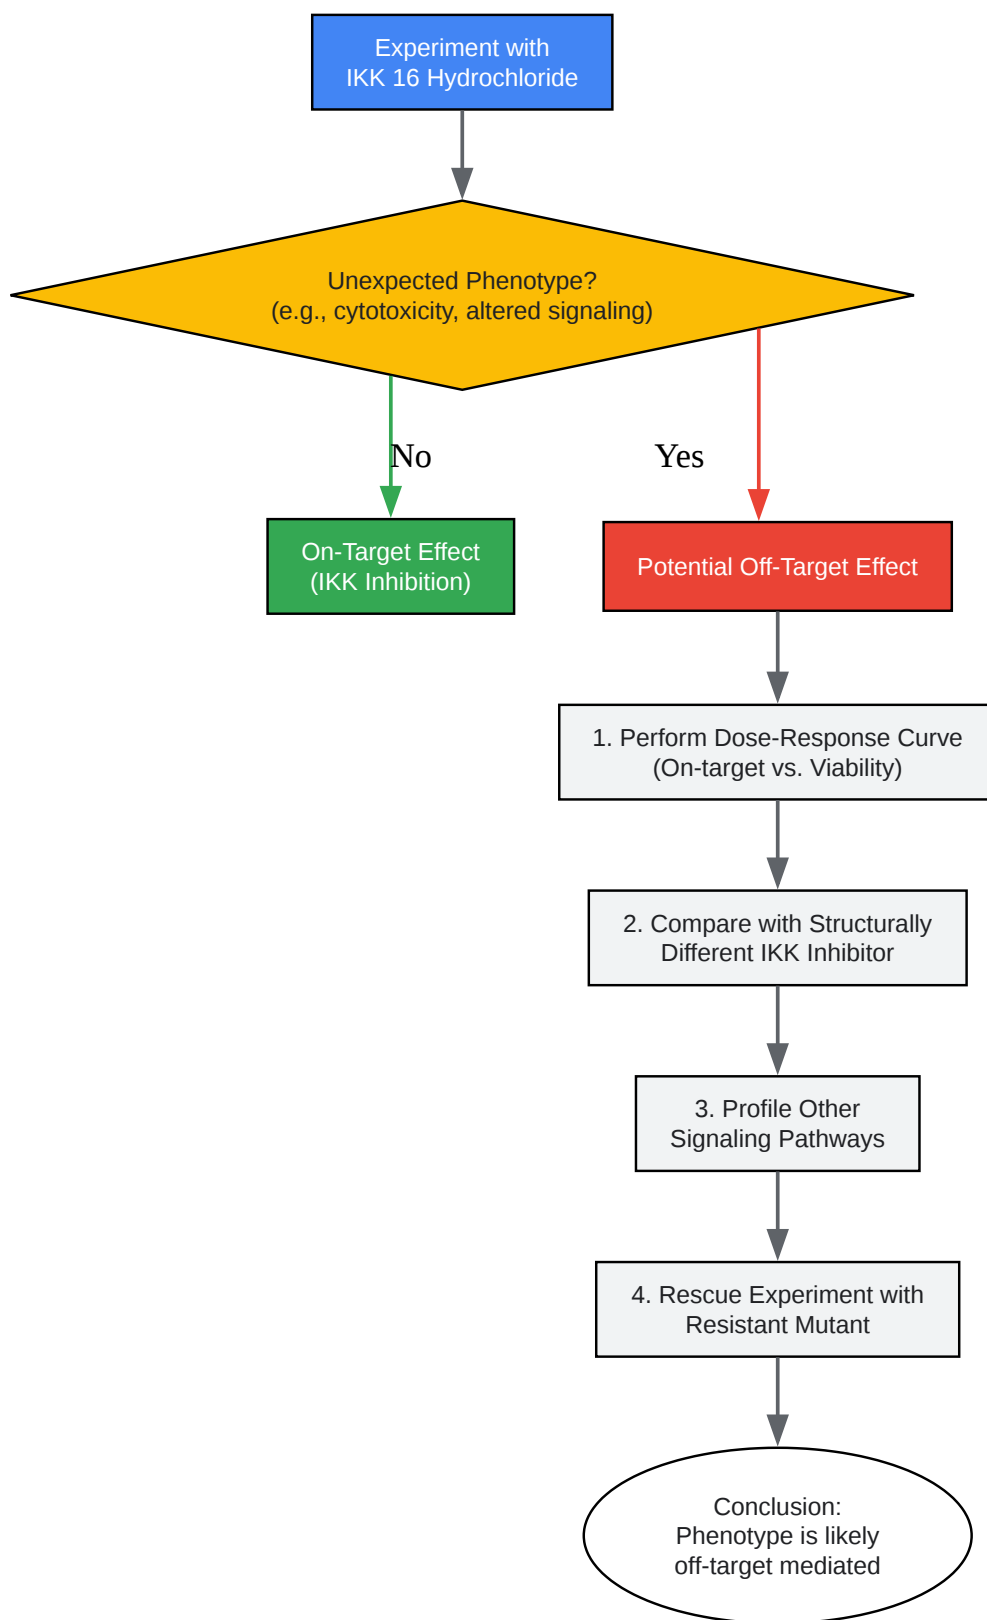 Experiment with
IKK 16 Hydrochloride
Unexpected Phenotype?
(e.g., cytotoxicity, altered signaling)
No
Yes
On-Target Effect
(IKK Inhibition)
Potential Off-Target Effect
1. Perform Dose-Response Curve
(On-target vs. Viability)
2. Compare with Structurally
Different IKK Inhibitor
3. Profile Other
Signaling Pathways
4. Rescue Experiment with
Resistant Mutant
Conclusion:
Phenotype is likely
off-target mediated